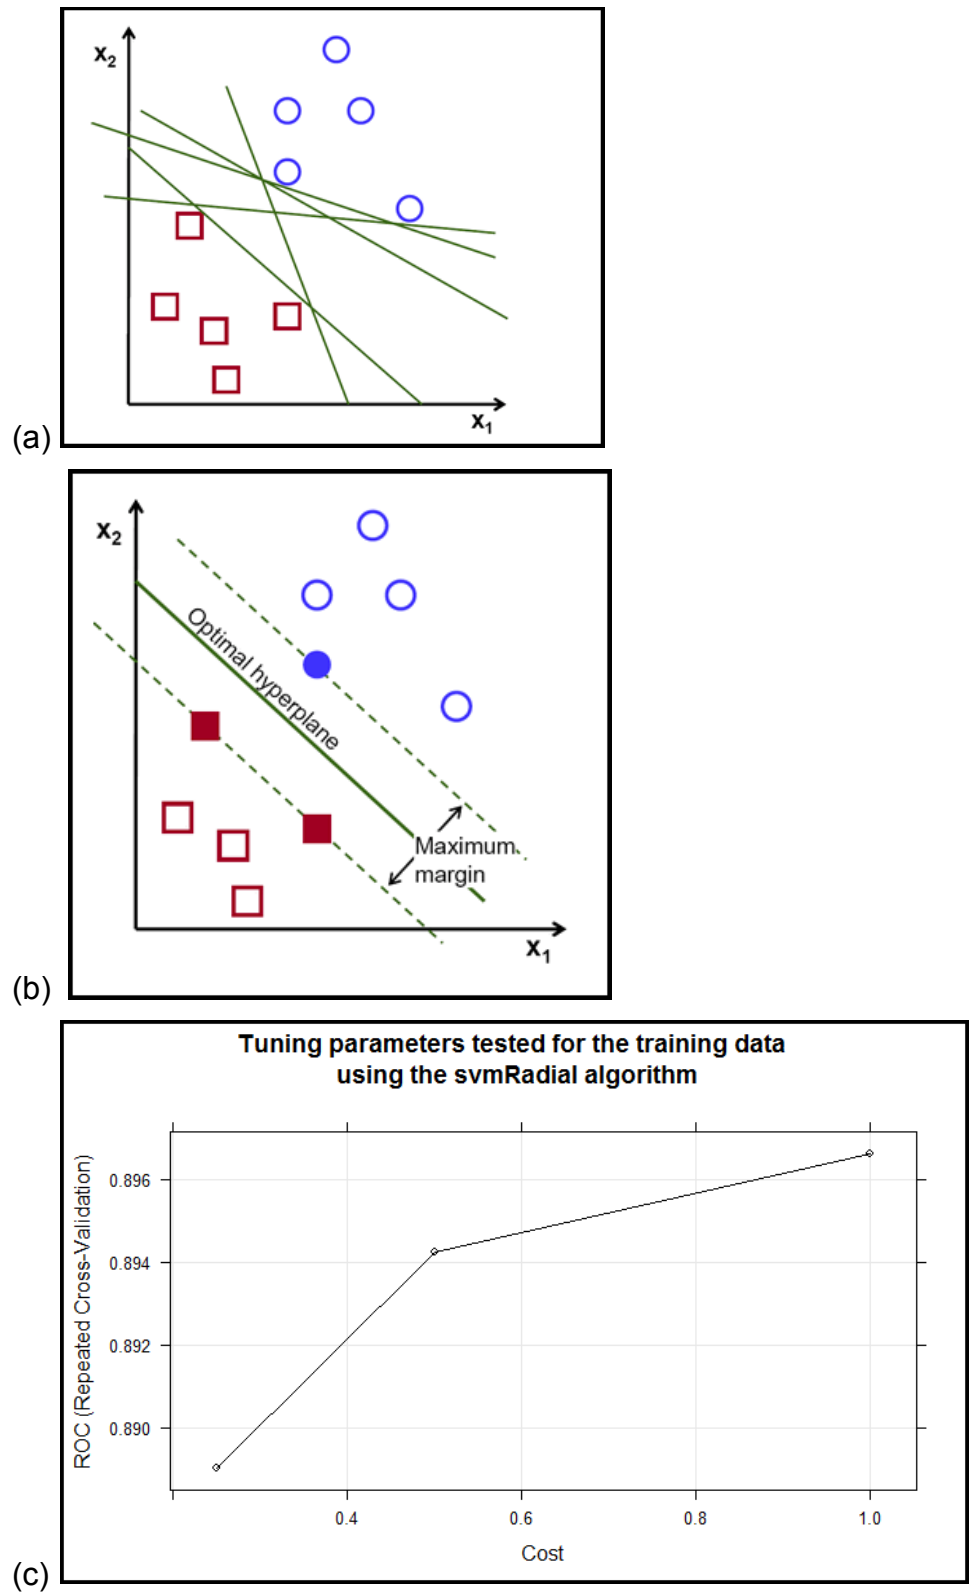 x₂
x₁
(a)
x₂
Optimal hyperplane
Maximum
margin
x₁
(b)
Tuning parameters tested for the training data
using the svmRadial algorithm
ROC (Repeated Cross-Validation)
0.896
0.894
0.892
0.890
0.4 0.6 0.8 1.0
Cost
(c)